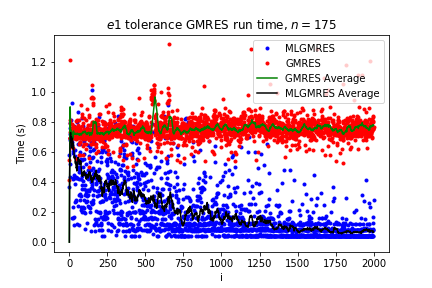 e1 tolerance GMRES run time, n = 175
Time (s)
1.2
1.0
0.8
0.6
0.4
0.2
0.0
MLGMRES
GMRES
GMRES Average
MLGMRES Average
0 250 500 750 1000 1250 1500 1750 2000
i